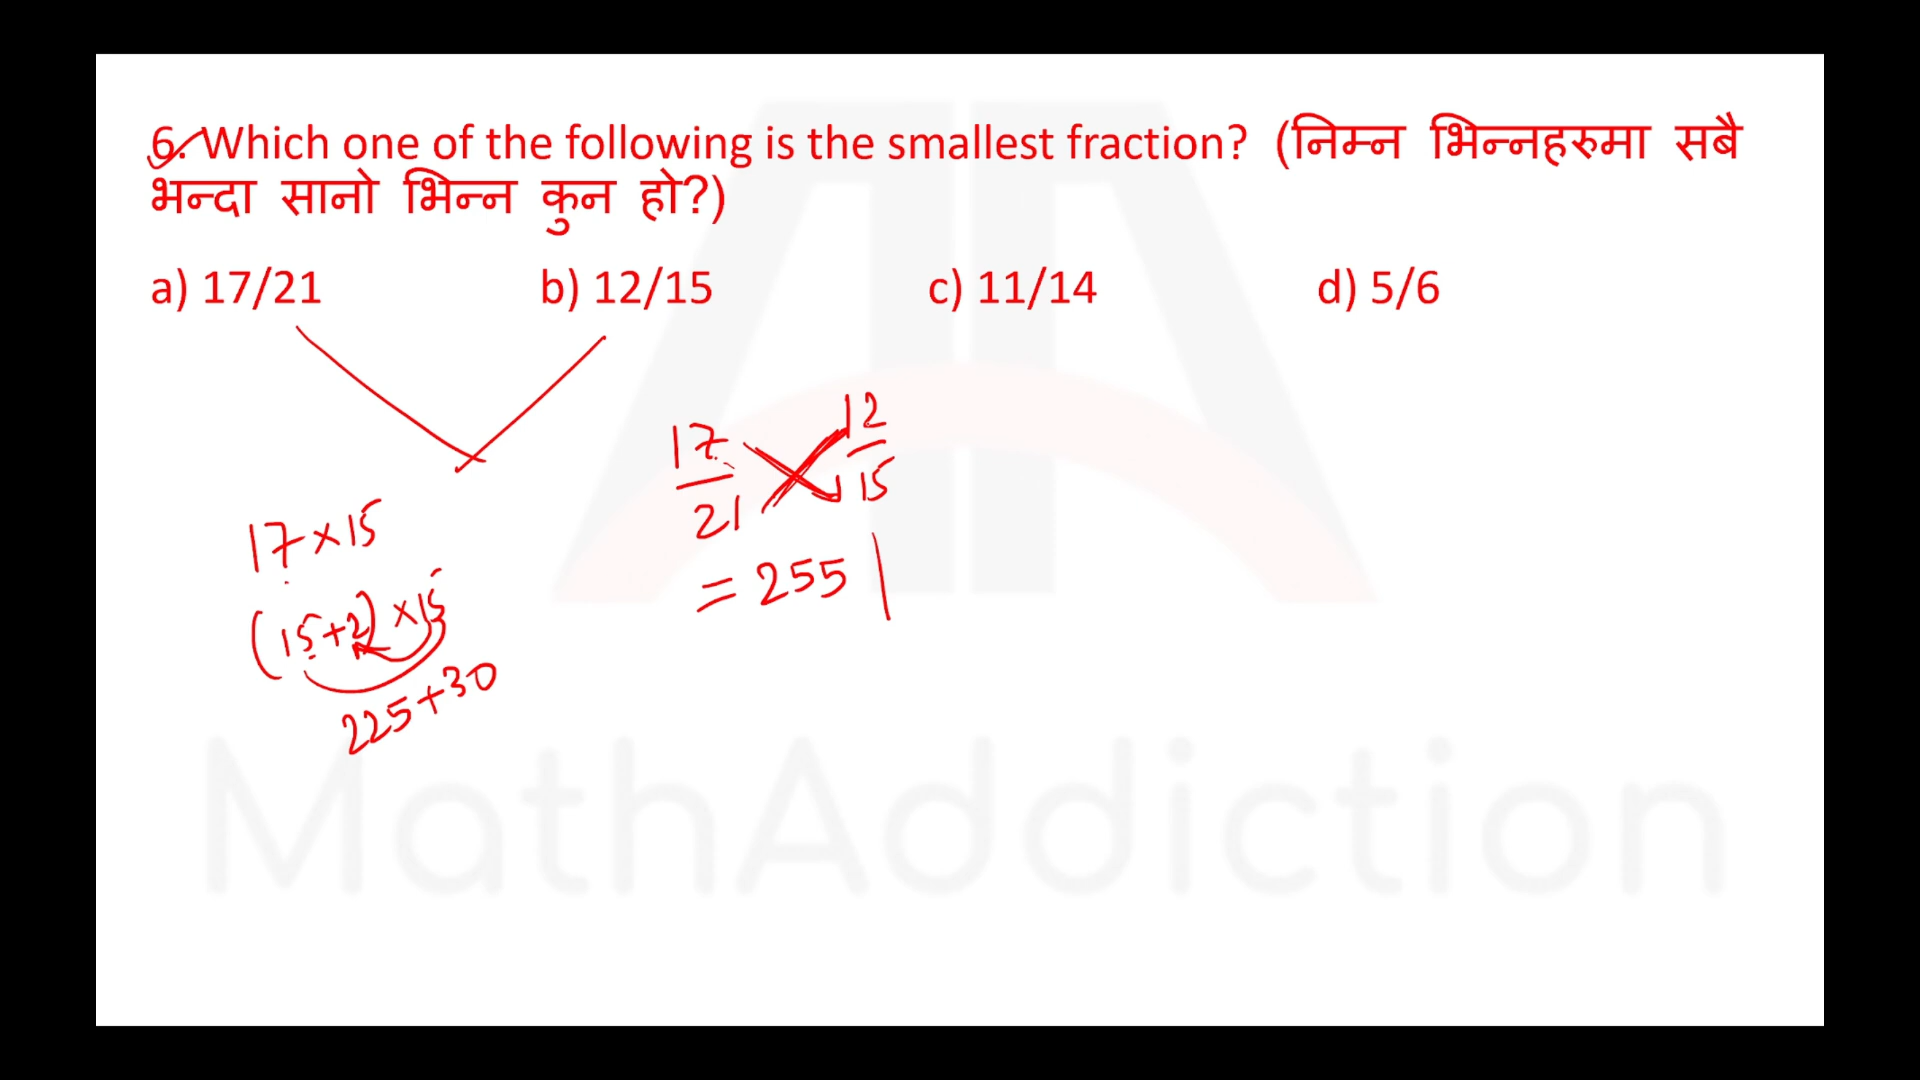 6. Which one of the following is the smallest fraction? (निम्न भिन्नहरुमा सबै
भन्दा सानो भिन्न कुन हो?)
a) 17/21 b) 12/15 c) 11/14 d) 5/6
17/21 12/15
= 255
17×15
(15+2)×15
225+30
MathAddiction